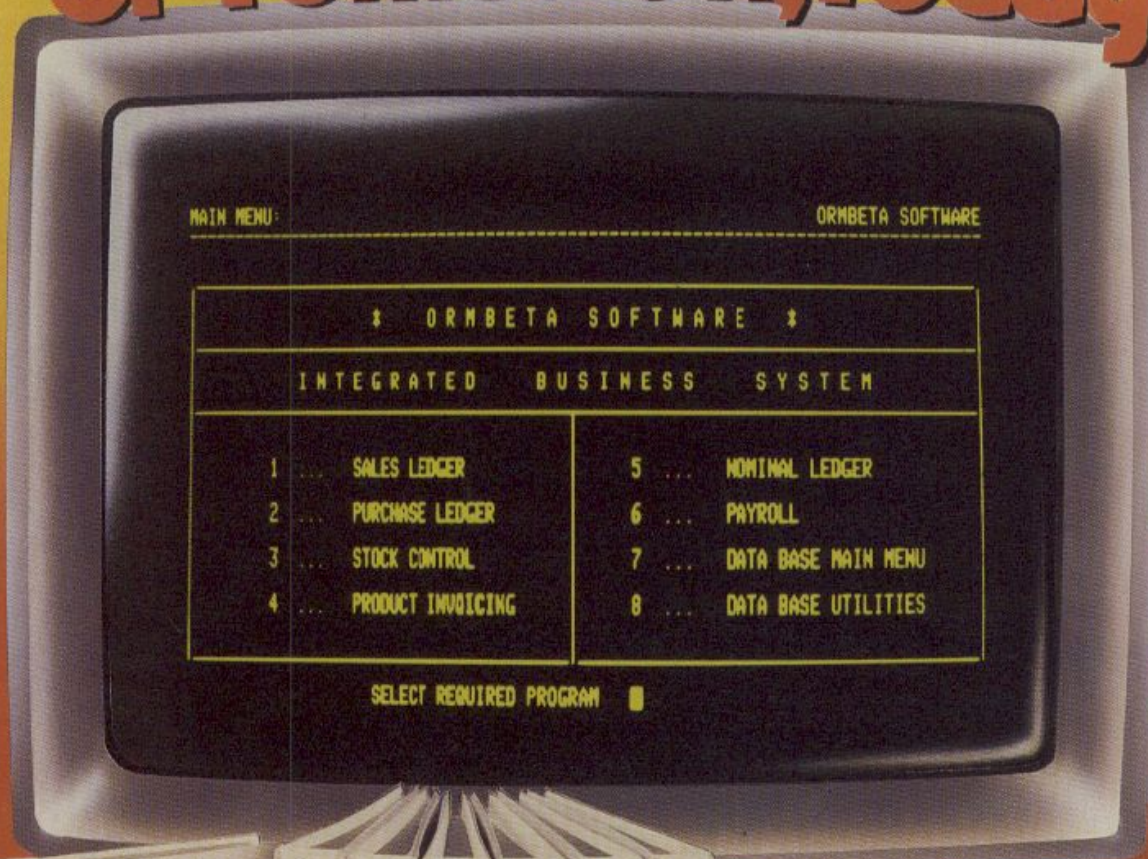 MAIN MENU: ORMBETA SOFTWARE
* ORMBETA SOFTWARE *
INTEGRATED BUSINESS SYSTEM
1 ... SALES LEDGER 5 ... NOMINAL LEDGER
2 ... PURCHASE LEDGER 6 ... PAYROLL
3 ... STOCK CONTROL 7 ... DATA BASE MAIN MENU
4 ... PRODUCT INVOICING 8 ... DATA BASE UTILITIES
SELECT REQUIRED PROGRAM